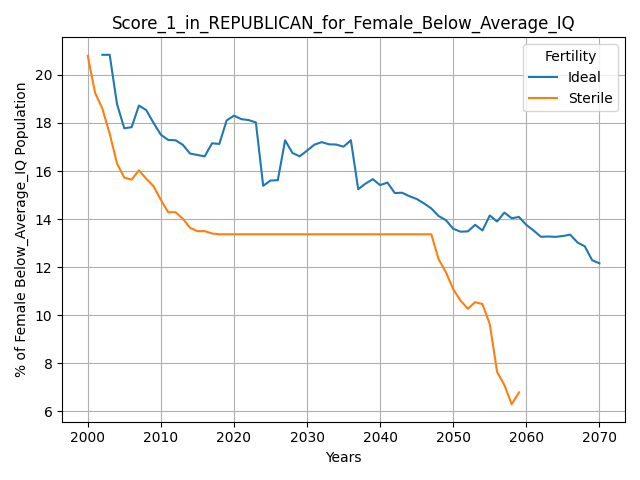 Score_1_in_REPUBLICAN_for_Female_Below_Average_IQ
% of Female Below_Average_IQ Population
20
18
16
14
12
10
8
6
Fertility
Ideal
Sterile
2000 2010 2020 2030 2040 2050 2060 2070
Years